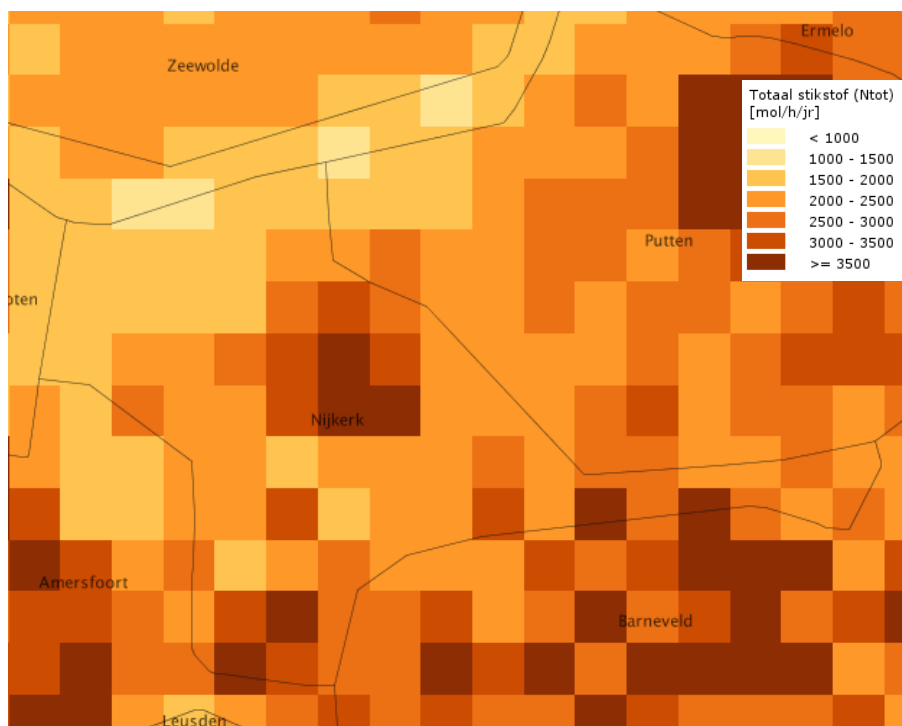 Ermelo
Zeewolde
Totaal stikstof (Ntot)
[mol/h/jr]
< 1000
1000 - 1500
1500 - 2000
2000 - 2500
2500 - 3000
3000 - 3500
>= 3500
Putten
oten
Nijkerk
Amersfoort
Barneveld
Leusden